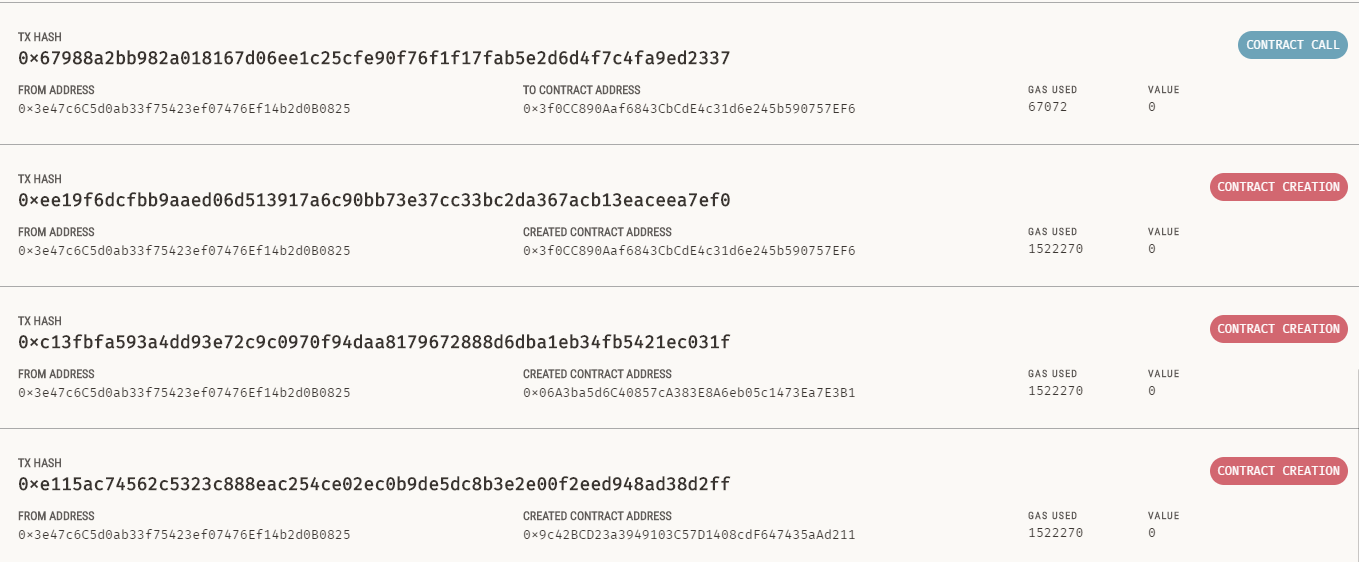 TX HASH
0×67988a2bb982a018167d06ee1c25cfe90f76f1f17fab5e2d6d4f7c4fa9ed2337
CONTRACT CALL
FROM ADDRESS
TO CONTRACT ADDRESS
GAS USED
VALUE
0×3e47c6C5d0ab33f75423ef07476Ef14b2d0B0825
0×3f0CC890Aaf6843CbCdE4c31d6e245b590757EF6
67072
0
TX HASH
0×ee19f6dcfbb9aaed06d513917a6c90bb73e37cc33bc2da367acb13eaceea7ef0
CONTRACT CREATION
FROM ADDRESS
CREATED CONTRACT ADDRESS
GAS USED
VALUE
0×3e47c6C5d0ab33f75423ef07476Ef14b2d0B0825
0×3f0CC890Aaf6843CbCdE4c31d6e245b590757EF6
1522270
0
TX HASH
0×c13fbfa593a4dd93e72c9c0970f94daa8179672888d6dba1eb34fb5421ec031f
CONTRACT CREATION
FROM ADDRESS
CREATED CONTRACT ADDRESS
GAS USED
VALUE
0×3e47c6C5d0ab33f75423ef07476Ef14b2d0B0825
0×06A3ba5d6C40857cA383E8A6eb05c1473Ea7E3B1
1522270
0
TX HASH
0×e115ac74562c5323c888eac254ce02ec0b9de5dc8b3e2e00f2eed948ad38d2ff
CONTRACT CREATION
FROM ADDRESS
CREATED CONTRACT ADDRESS
GAS USED
VALUE
0×3e47c6C5d0ab33f75423ef07476Ef14b2d0B0825
0×9c42BCD23a3949103C57D1408cdF647435aAd211
1522270
0